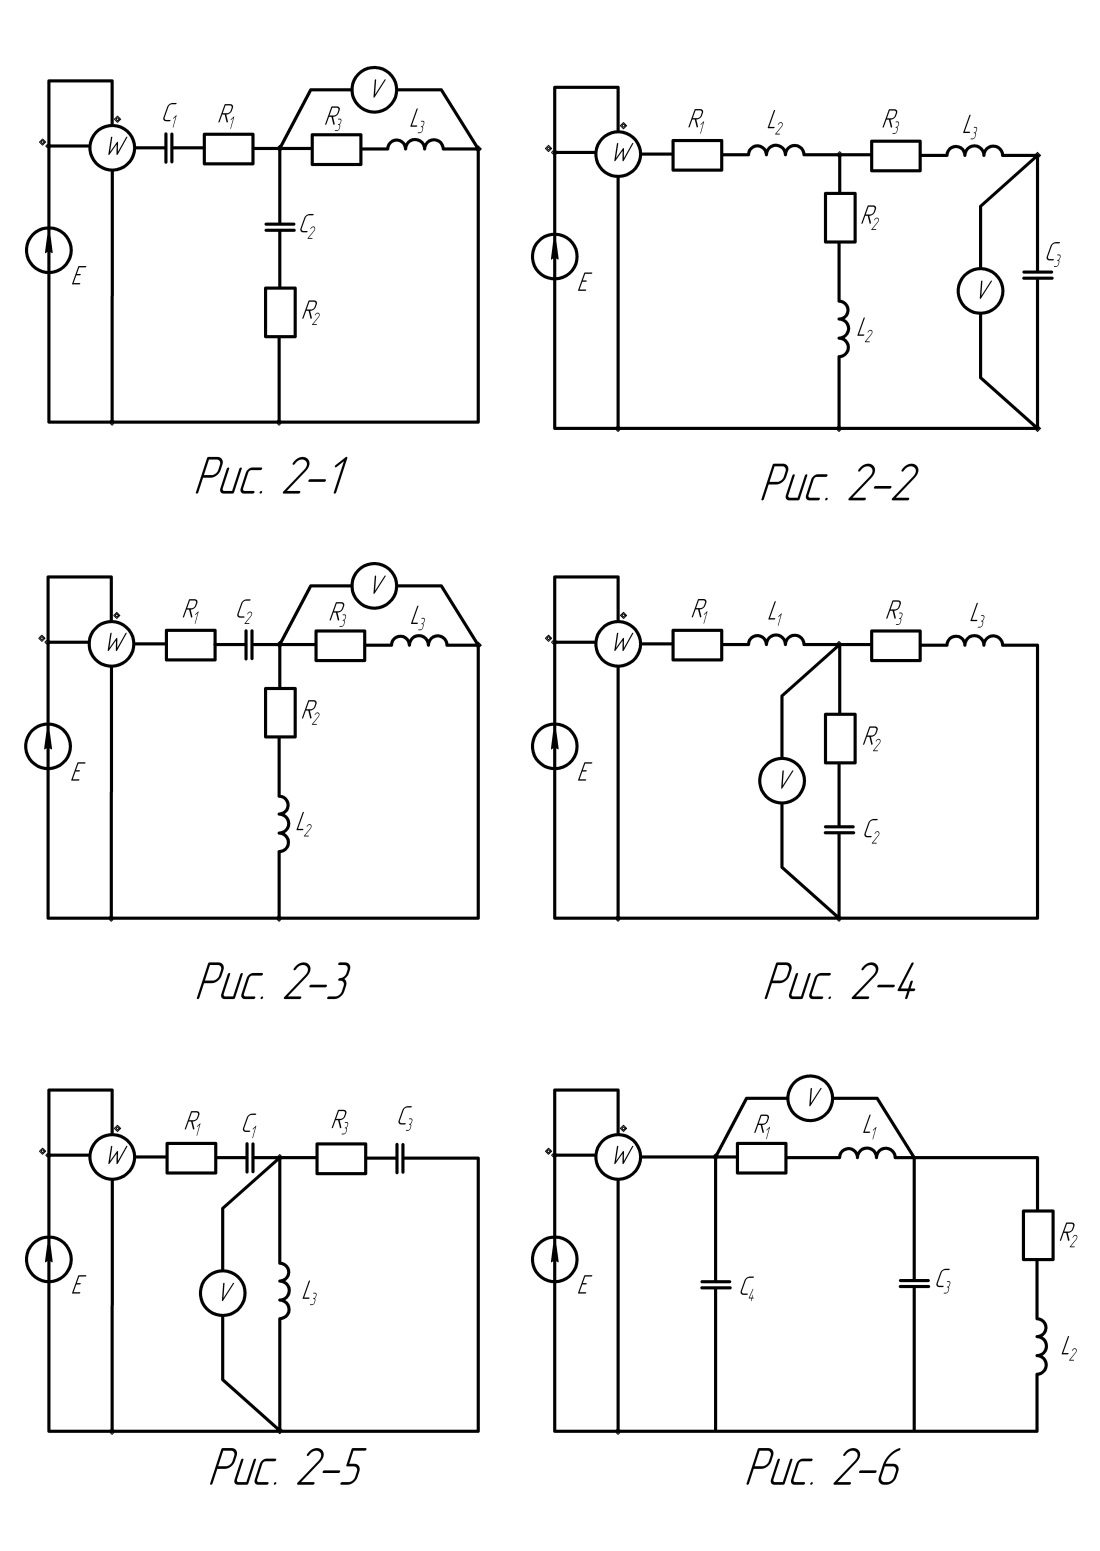 V
C1 R1 R3 L3
W
C2
E
R2
Рис. 2-1
R1 L2 R3 L3
W
R2
C3
E V
L2
Рис. 2-2
V
R1 C2 R3 L3
W
R2
E
L2
Рис. 2-3
R1 L1 R3 L3
W
R2
E V
C2
Рис. 2-4
R1 C1 R3 C3
W
E V L3
Рис. 2-5
V
R1 L1
W
R2
E C4 C3
L2
Рис. 2-6